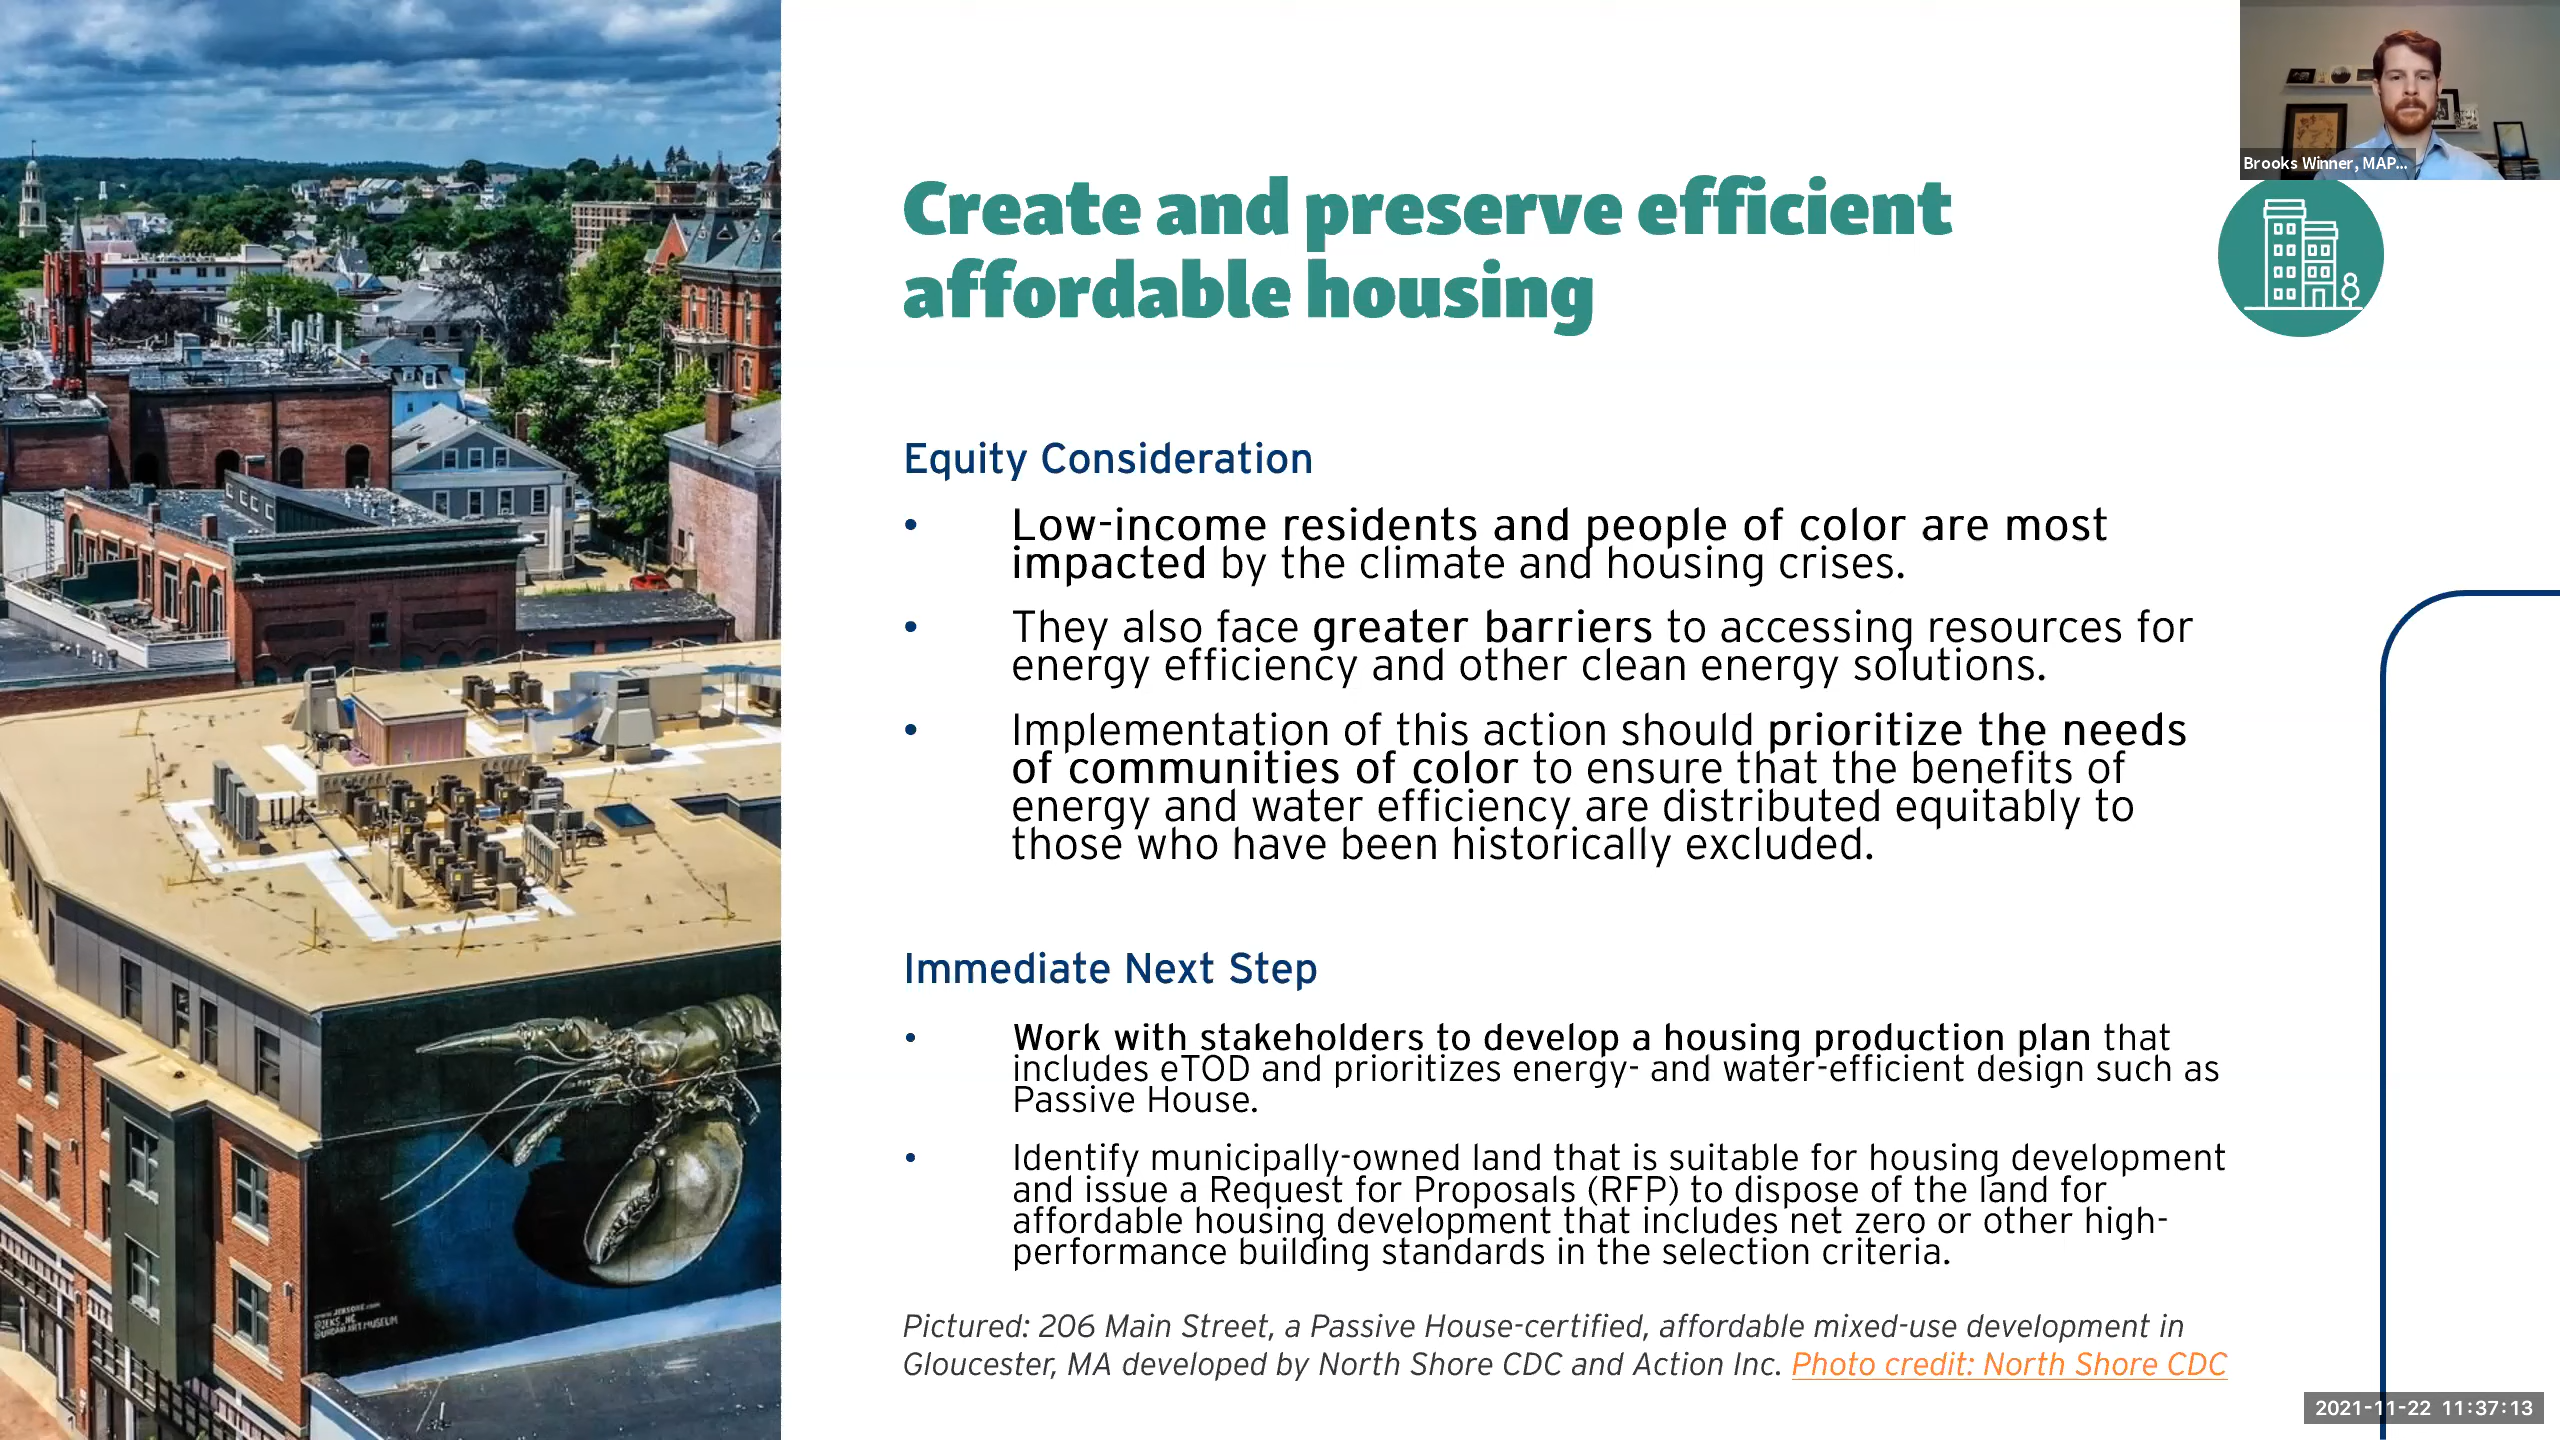 Brooks Winner, MAP...
Create and preserve efficient
affordable housing
Equity Consideration
• Low-income residents and people of color are most
impacted by the climate and housing crises.
• They also face greater barriers to accessing resources for
energy efficiency and other clean energy solutions.
• Implementation of this action should prioritize the needs
of communities of color to ensure that the benefits of
energy and water efficiency are distributed equitably to
those who have been historically excluded.
Immediate Next Step
• Work with stakeholders to develop a housing production plan that
includes eTOD and prioritizes energy- and water-efficient design such as
Passive House.
• Identify municipally-owned land that is suitable for housing development
and issue a Request for Proposals (RFP) to dispose of the land for
affordable housing development that includes net zero or other high-
performance building standards in the selection criteria.
Pictured: 206 Main Street, a Passive House-certified, affordable mixed-use development in
Gloucester, MA developed by North Shore CDC and Action Inc. Photo credit: North Shore CDC
2021-11-22 11:37:13